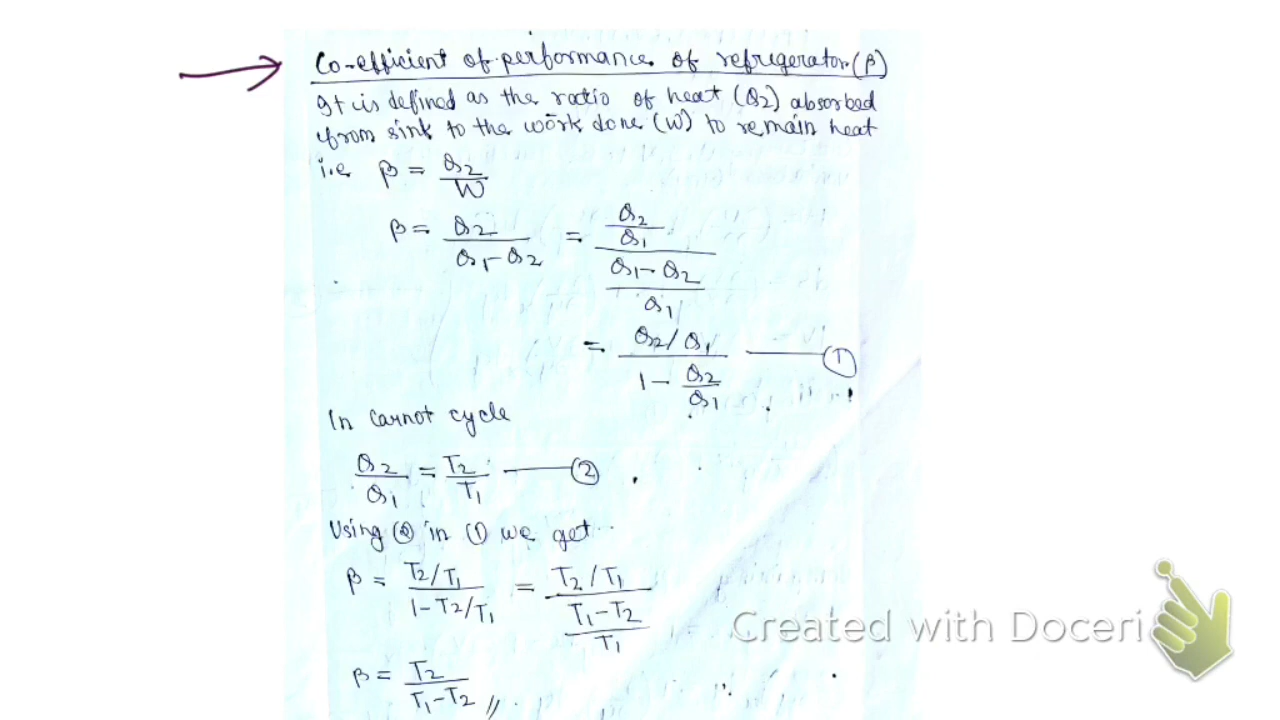 Co-efficient of performance of refrigerator (β)
It is defined as the ratio of heat (Q2) absorbed
from sink to the work done (W) to remain heat
i.e β = Q2/W
β = Q2/(Q1-Q2) = (Q2/Q1)/((Q1-Q2)/Q1)
= (Q2/Q1)/(1-Q2/Q1) —— ①
In Carnot cycle
Q2/Q1 = T2/T1 —— ②
Using ② in ① we get
β = (T2/T1)/(1-T2/T1) = (T2/T1)/((T1-T2)/T1)
β = T2/(T1-T2) //
Created with Doceri